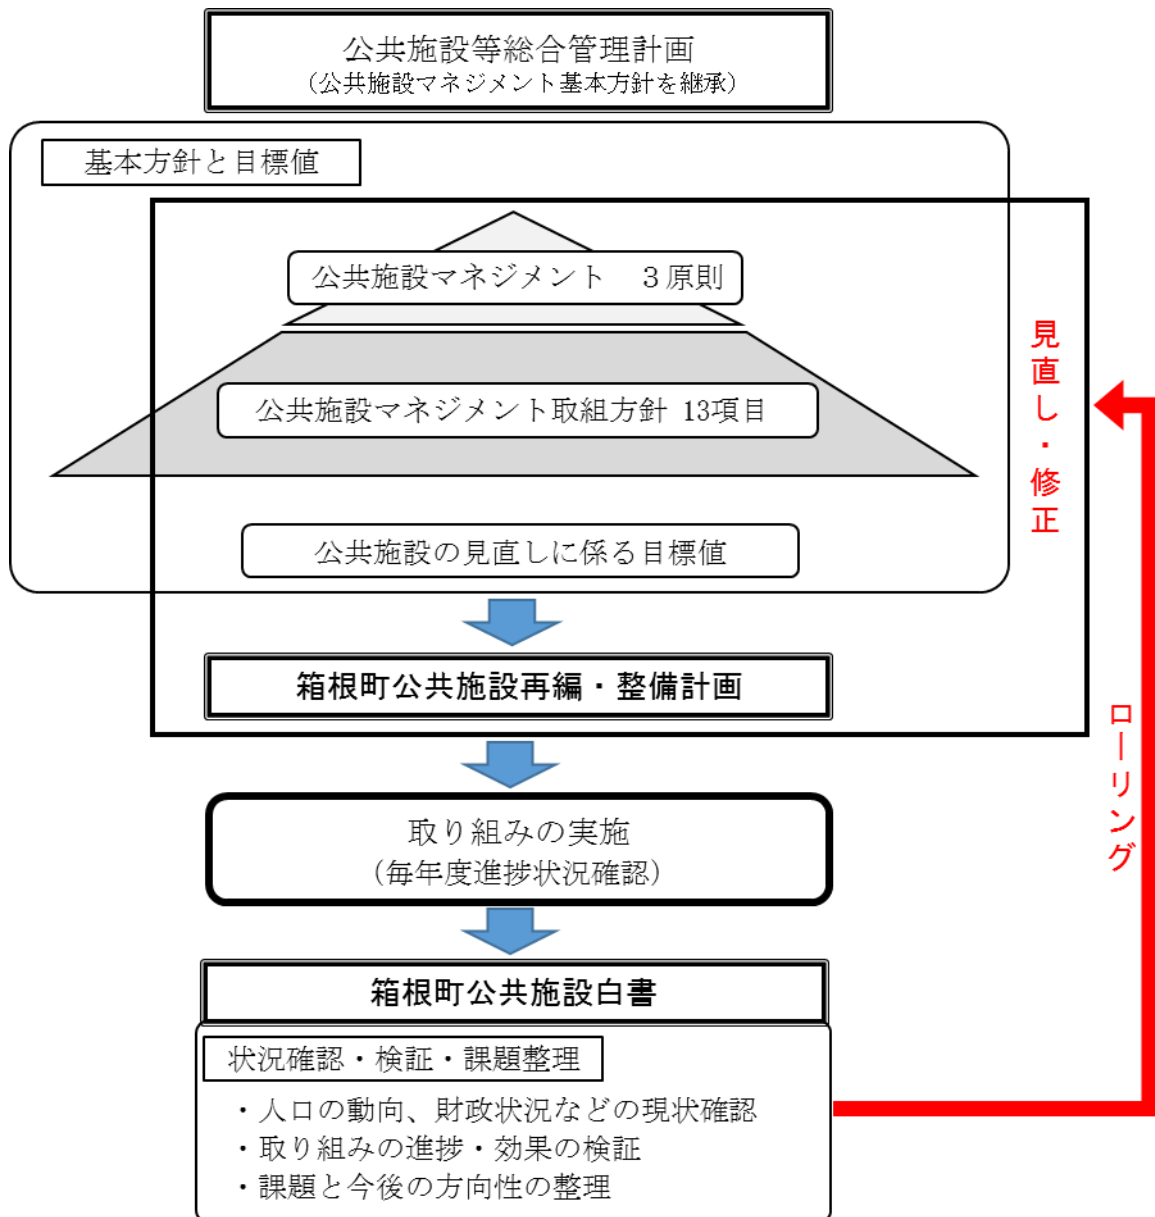 公共施設等総合管理計画
（公共施設マネジメント基本方針を継承）
基本方針と目標値
公共施設マネジメント　３原則
公共施設マネジメント取組方針 13項目
公共施設の見直しに係る目標値
見直し・修正
箱根町公共施設再編・整備計画
ローリング
取り組みの実施
（毎年度進捗状況確認）
箱根町公共施設白書
状況確認・検証・課題整理
・人口の動向、財政状況などの現状確認
・取り組みの進捗・効果の検証
・課題と今後の方向性の整理